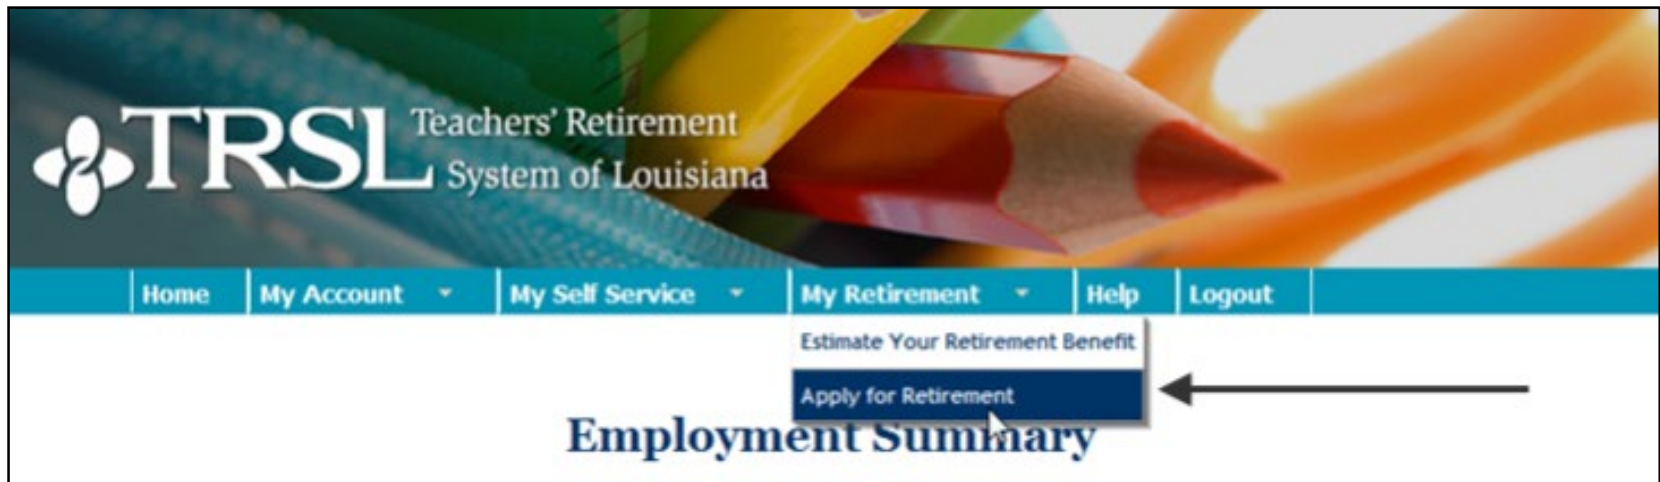 TRSL Teachers' Retirement
System of Louisiana
Home My Account My Self Service My Retirement Help Logout
Estimate Your Retirement Benefit
Apply for Retirement
Employment Summary